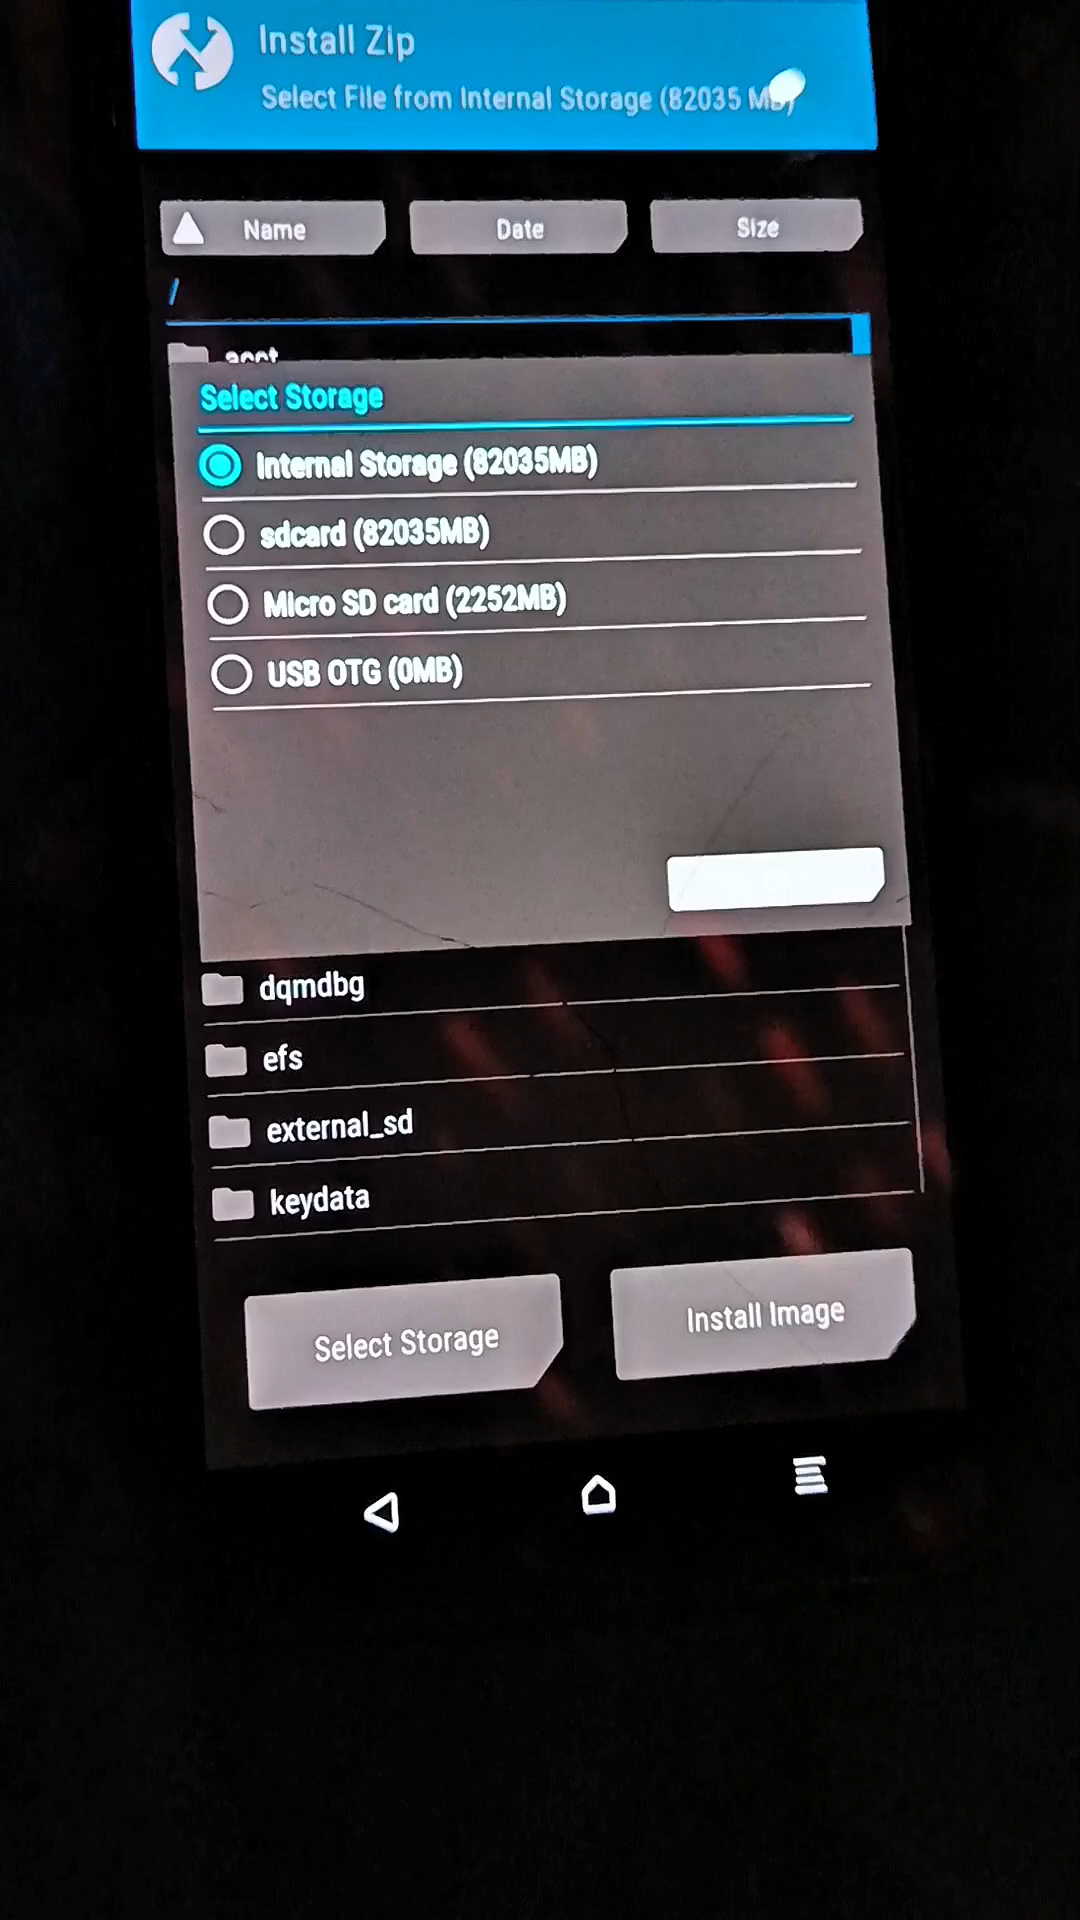 Install Zip
Select File from Internal Storage (82035 MB)
Name
Date
Size
/
acct
Select Storage
Internal Storage (82035MB)
sdcard (82035MB)
Micro SD card (2252MB)
USB OTG (0MB)
dqmdbg
efs
external_sd
keydata
Select Storage
Install Image